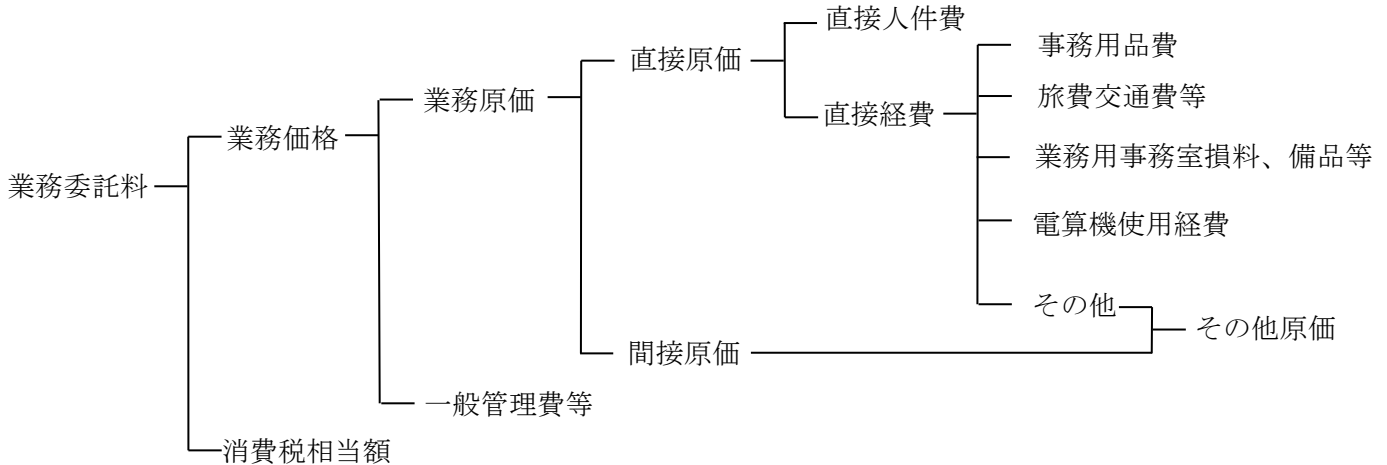 業務委託料
業務価格
消費税相当額
業務原価
一般管理費等
直接原価
間接原価
直接人件費
直接経費
事務用品費
旅費交通費等
業務用事務室損料、備品等
電算機使用経費
その他
その他原価